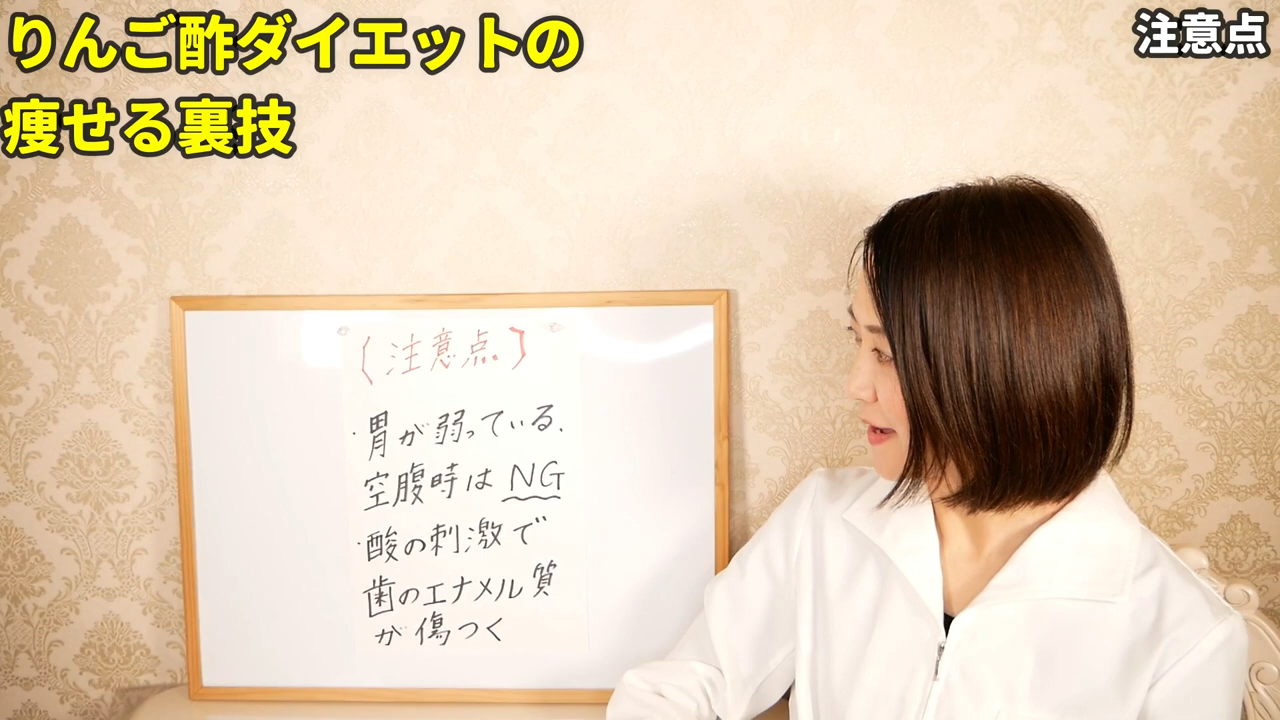 りんご酢ダイエットの
痩せる裏技
注意点
〔注意点〕
・胃が弱っている、
空腹時はNG
・酸の刺激で
歯のエナメル質
が傷つく